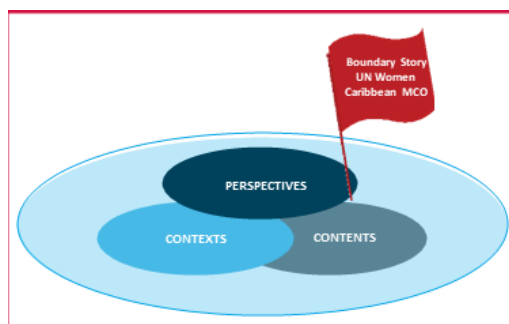 Boundary Story
UN Women
Caribbean MCO
PERSPECTIVES
CONTEXTS
CONTENTS